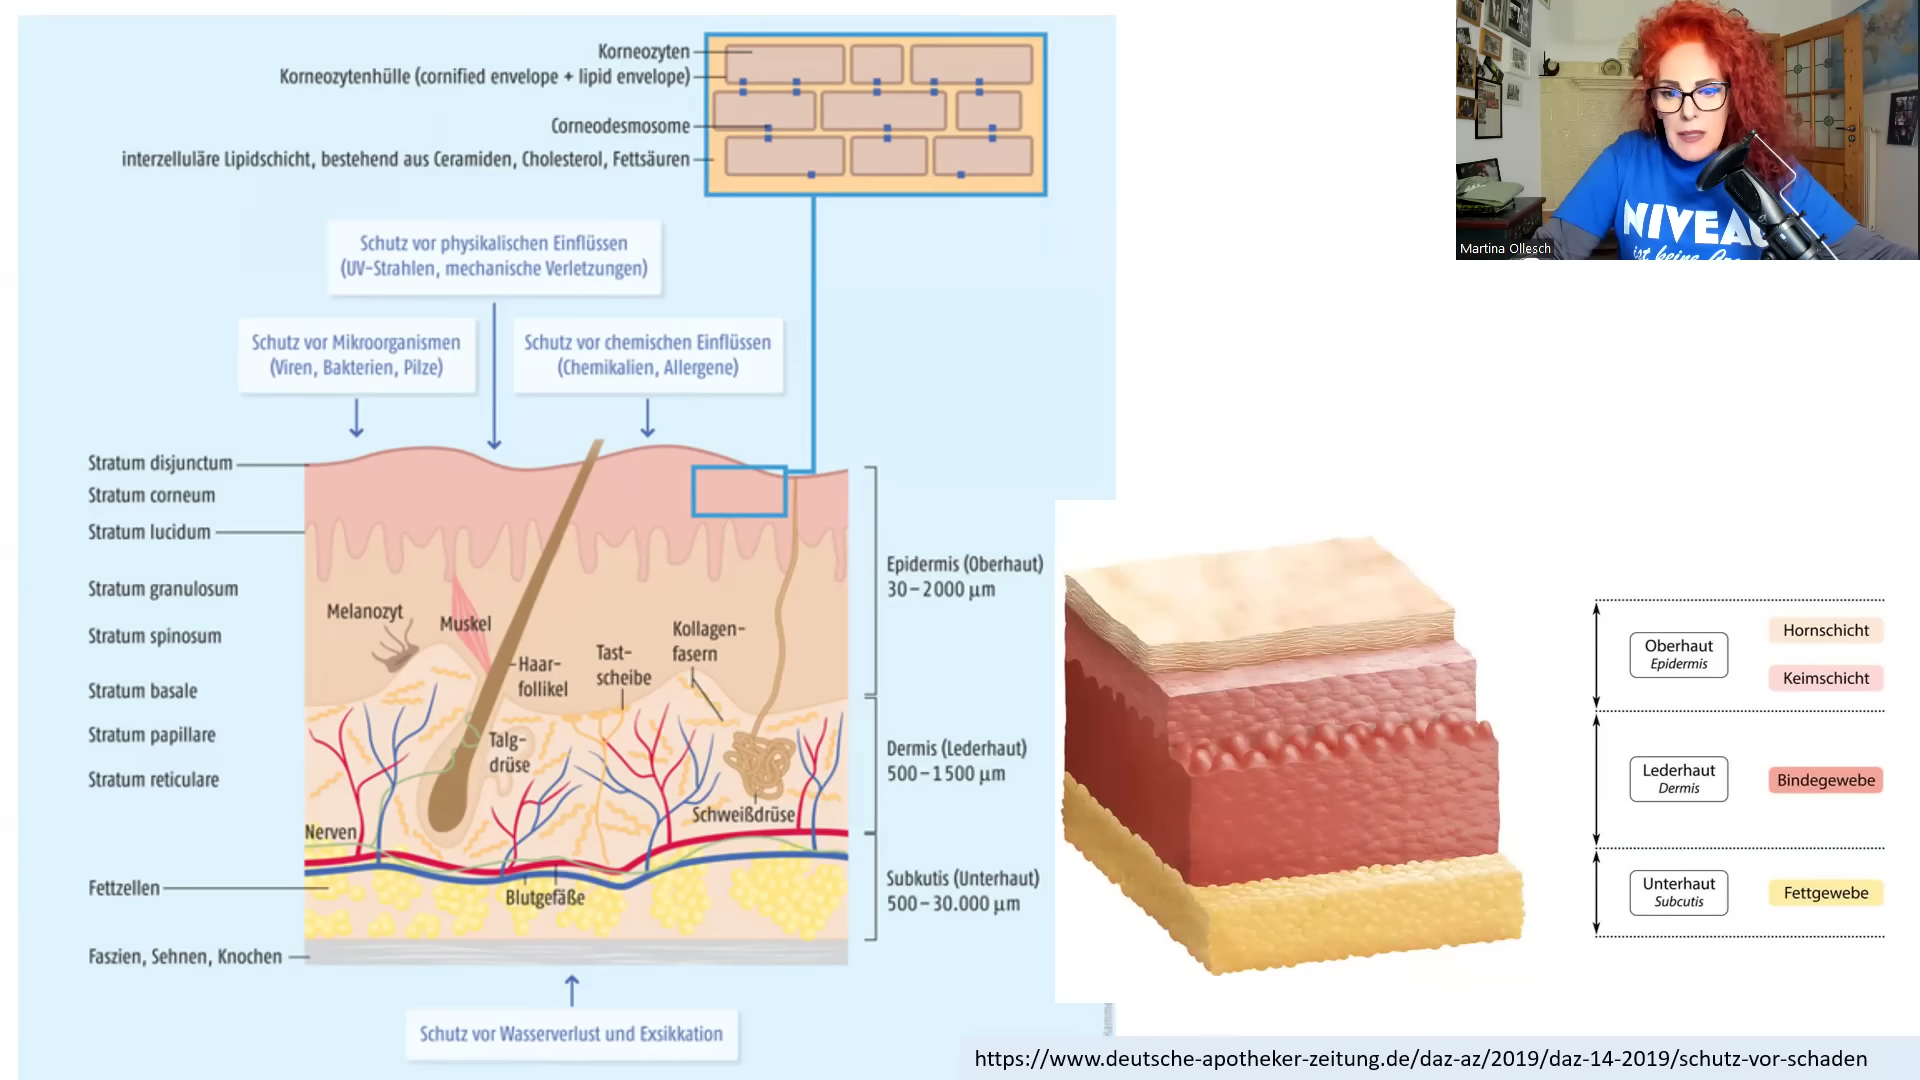 Korneozyten
Korneozytenhülle (cornified envelope + lipid envelope)
Corneodesmosome
interzelluläre Lipidschicht, bestehend aus Ceramiden, Cholesterol, Fettsäuren
Schutz vor physikalischen Einflüssen
(UV-Strahlen, mechanische Verletzungen)
Schutz vor Mikroorganismen
(Viren, Bakterien, Pilze)
Schutz vor chemischen Einflüssen
(Chemikalien, Allergene)
Stratum disjunctum
Stratum corneum
Stratum lucidum
Stratum granulosum
Stratum spinosum
Stratum basale
Stratum papillare
Stratum reticulare
Fettzellen
Faszien, Sehnen, Knochen
Melanozyt
Muskel
Haar-
follikel
Tast-
scheibe
Kollagen-
fasern
Talg-
drüse
Schweißdrüse
Nerven
Blutgefäße
Epidermis (Oberhaut)
30–2000 µm
Dermis (Lederhaut)
500–1500 µm
Subkutis (Unterhaut)
500–30.000 µm
Schutz vor Wasserverlust und Exsikkation
NIVEA
ist keine
Martina Ollesch
Oberhaut
Epidermis
Hornschicht
Keimschicht
Lederhaut
Dermis
Bindegewebe
Unterhaut
Subcutis
Fettgewebe
https://www.deutsche-apotheker-zeitung.de/daz-az/2019/daz-14-2019/schutz-vor-schaden